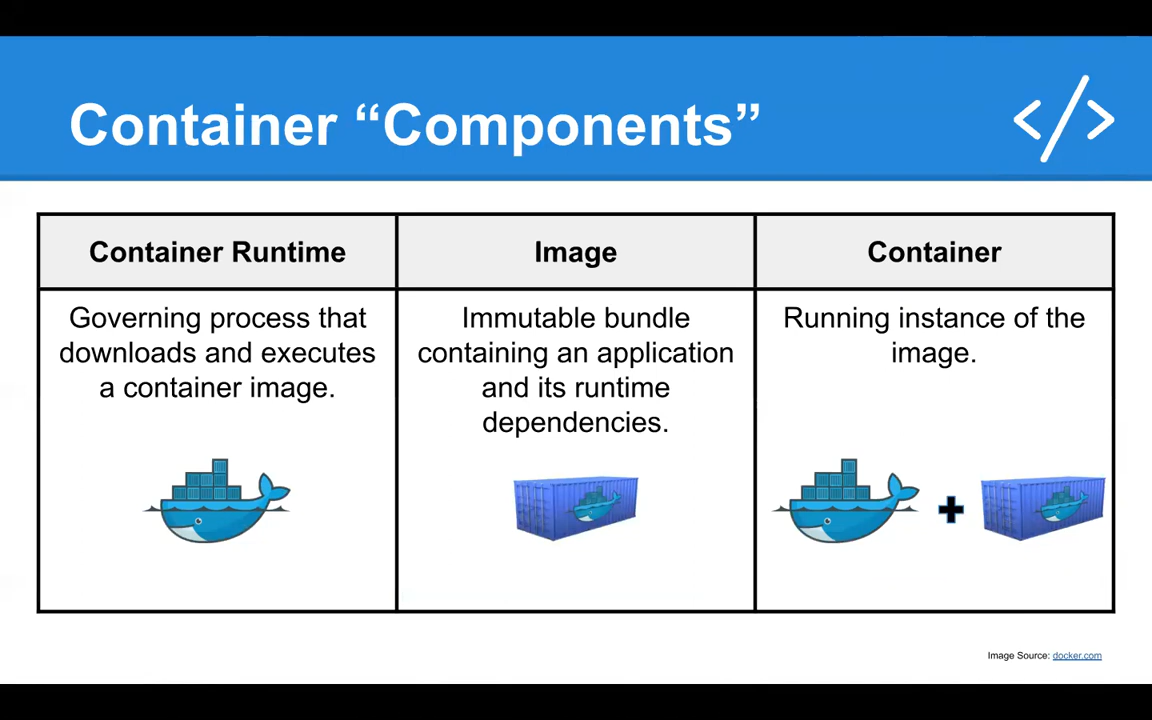 Container “Components”
</>
Container Runtime
Image
Container
Governing process that
downloads and executes
a container image.
Immutable bundle
containing an application
and its runtime
dependencies.
Running instance of the
image.
Image Source: docker.com